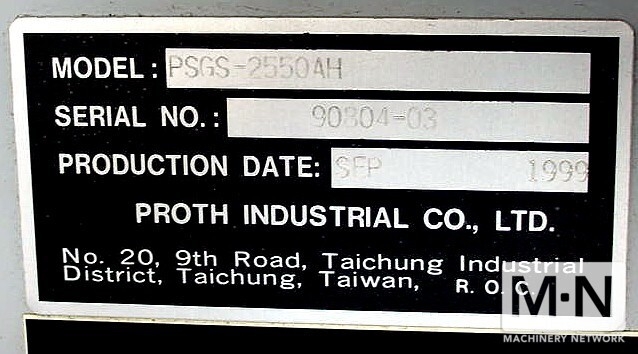 MODEL: PSGS-2550AH
SERIAL NO.: 90804-03
PRODUCTION DATE: SEP 1999
PROTH INDUSTRIAL CO., LTD.
No. 20, 9th Road, Taichung Industrial
District, Taichung, Taiwan, R. O. C.
M·N
MACHINERY NETWORK